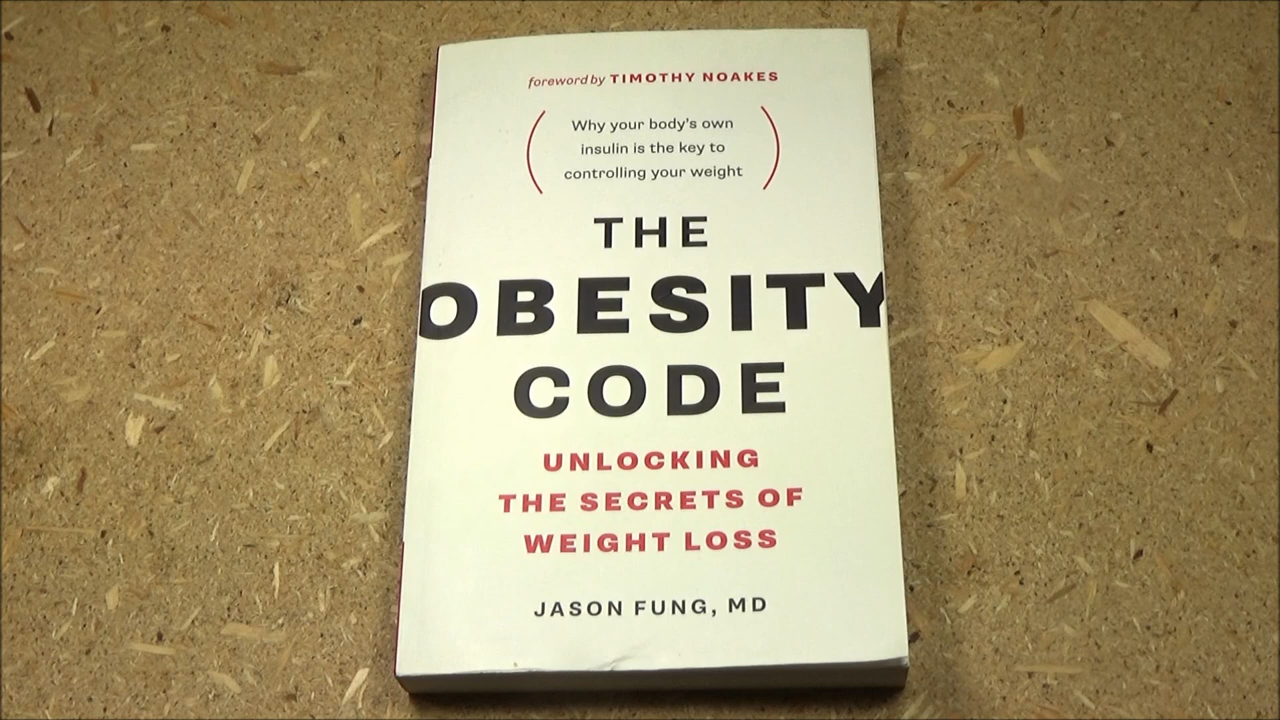 foreword by TIMOTHY NOAKES
Why your body's own
insulin is the key to
controlling your weight
THE
OBESITY
CODE
UNLOCKING
THE SECRETS OF
WEIGHT LOSS
JASON FUNG, MD